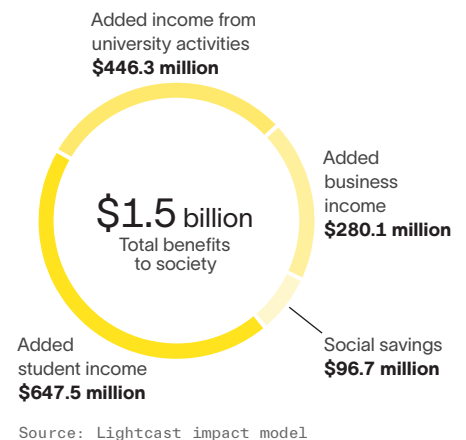 Added income from
university activities
$446.3 million
Added
business
income
$280.1 million
$1.5 billion
Total benefits
to society
Social savings
$96.7 million
Added
student income
$647.5 million
Source: Lightcast impact model